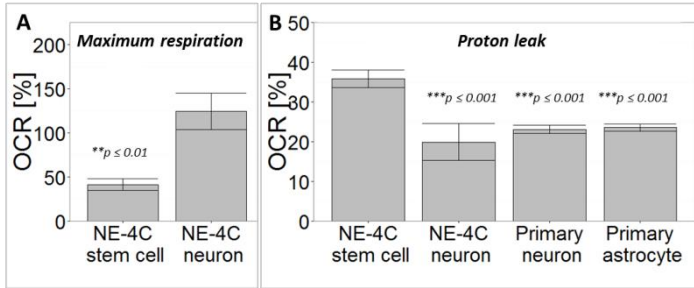 A
Maximum respiration
OCR [%]
200
150
100
50
0
**p ≤ 0.01
NE-4C
stem cell
NE-4C
neuron
B
Proton leak
OCR [%]
50
40
30
20
10
0
***p ≤ 0.001
***p ≤ 0.001
***p ≤ 0.001
NE-4C
stem cell
NE-4C
neuron
Primary
neuron
Primary
astrocyte